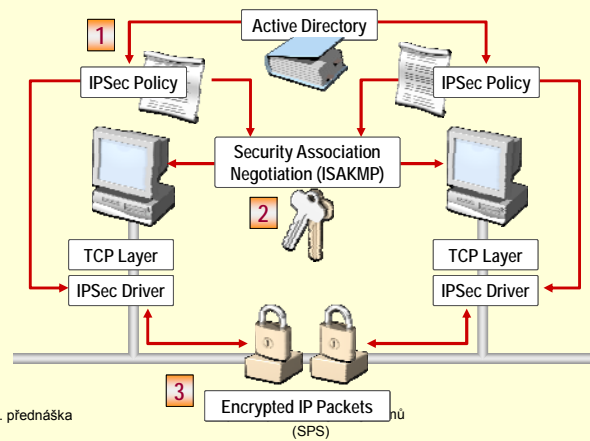 Active Directory
1
IPSec Policy
IPSec Policy
Security Association
Negotiation (ISAKMP)
2
TCP Layer
TCP Layer
IPSec Driver
IPSec Driver
3
Encrypted IP Packets
. přednáška
(SPS)